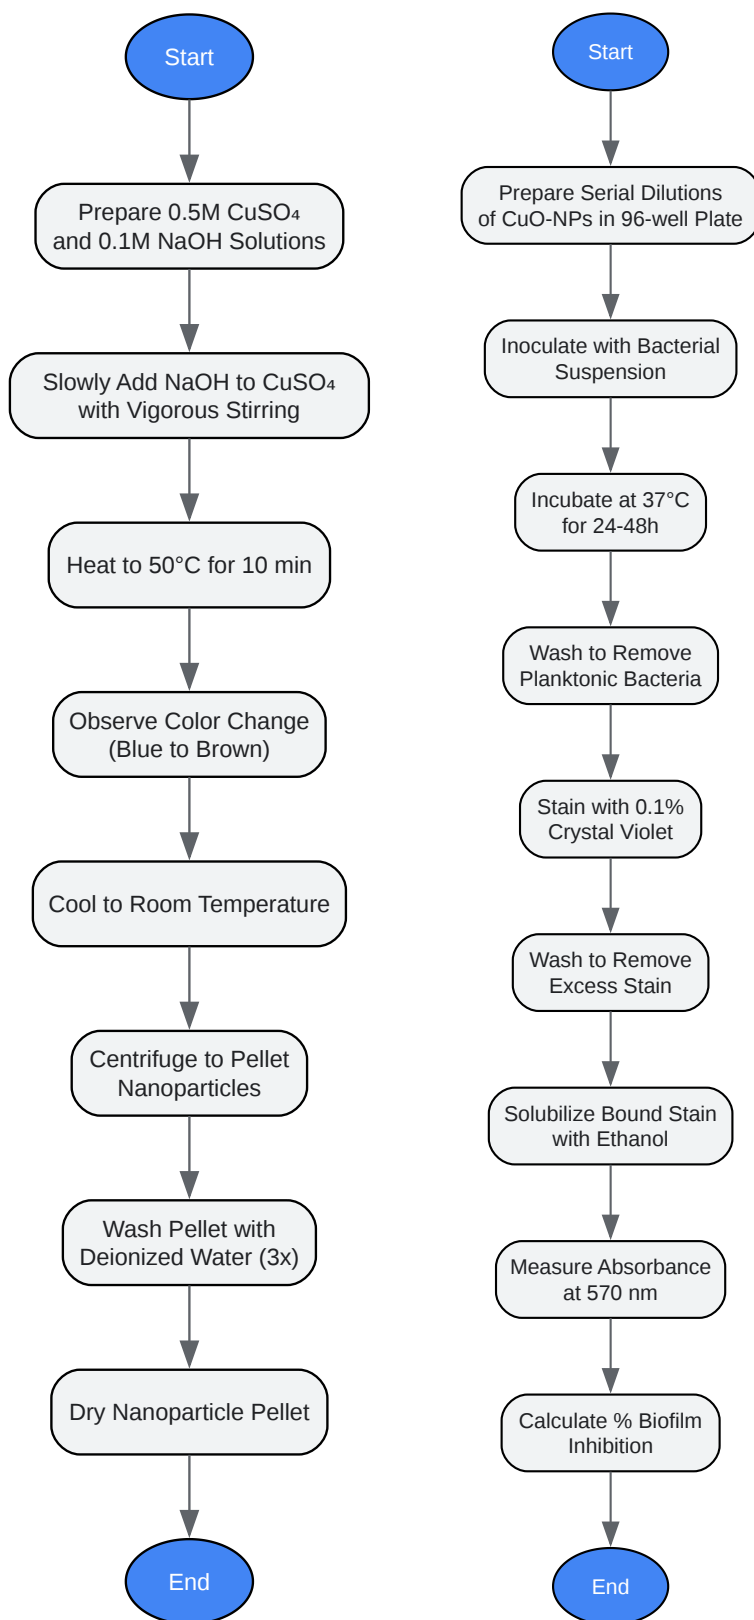 Start
Prepare 0.5M CuSO₄
and 0.1M NaOH Solutions
Slowly Add NaOH to CuSO₄
with Vigorous Stirring
Heat to 50°C for 10 min
Observe Color Change
(Blue to Brown)
Cool to Room Temperature
Centrifuge to Pellet
Nanoparticles
Wash Pellet with
Deionized Water (3x)
Dry Nanoparticle Pellet
End
Start
Prepare Serial Dilutions
of CuO-NPs in 96-well Plate
Inoculate with Bacterial
Suspension
Incubate at 37°C
for 24-48h
Wash to Remove
Planktonic Bacteria
Stain with 0.1%
Crystal Violet
Wash to Remove
Excess Stain
Solubilize Bound Stain
with Ethanol
Measure Absorbance
at 570 nm
Calculate % Biofilm
Inhibition
End